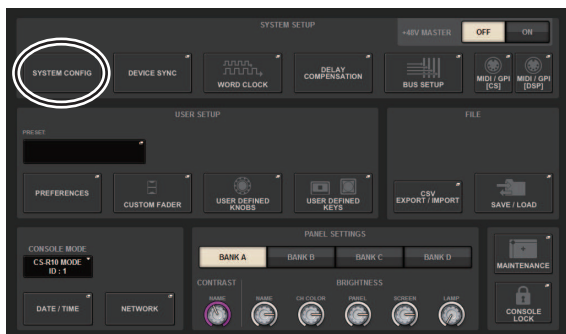 SYSTEM SETUP
+48V MASTER
OFF
ON
SYSTEM CONFIG
DEVICE SYNC
WORD CLOCK
DELAY
COMPENSATION
BUS SETUP
MIDI / GPI
[CS]
MIDI / GPI
[DSP]
USER SETUP
PRESET
PREFERENCES
CUSTOM FADER
USER DEFINED
KNOBS
USER DEFINED
KEYS
FILE
CSV
EXPORT / IMPORT
SAVE / LOAD
CONSOLE MODE
CS-R10 MODE
ID : 1
DATE / TIME
NETWORK
PANEL SETTINGS
BANK A
BANK B
BANK C
BANK D
CONTRAST
BRIGHTNESS
NAME
NAME
CH COLOR
PANEL
SCREEN
LAMP
MAINTENANCE
CONSOLE
LOCK